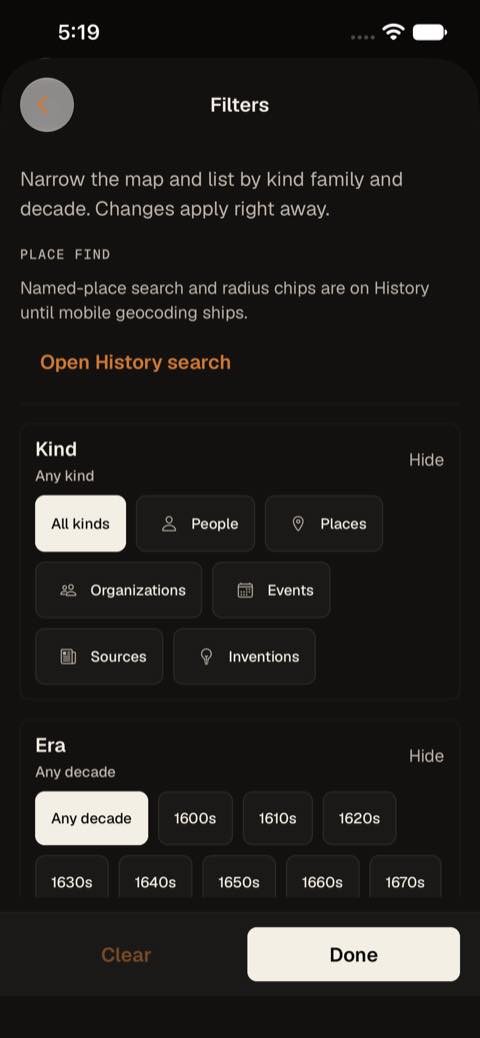 5:19
Filters
Narrow the map and list by kind family and
decade. Changes apply right away.
PLACE FIND
Named-place search and radius chips are on History
until mobile geocoding ships.
Open History search
Kind
Any kind
Hide
All kinds
People
Places
Organizations
Events
Sources
Inventions
Era
Any decade
Hide
Any decade
1600s
1610s
1620s
1630s
1640s
1650s
1660s
1670s
Clear
Done